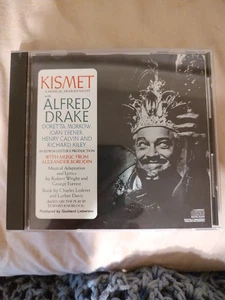 KISMET
A MUSICAL ARABIAN NIGHT
with
ALFRED
DRAKE
DORETTA MORROW,
JOAN DIENER,
HENRY CALVIN AND
RICHARD KILEY
WITH MUSIC FROM
ALEXANDER BORODIN
Musical Adaptation
and Lyrics
by Robert Wright and
George Forrest
Book by Charles Lederer
and Luther Davis
Produced by Goddard Lieberson